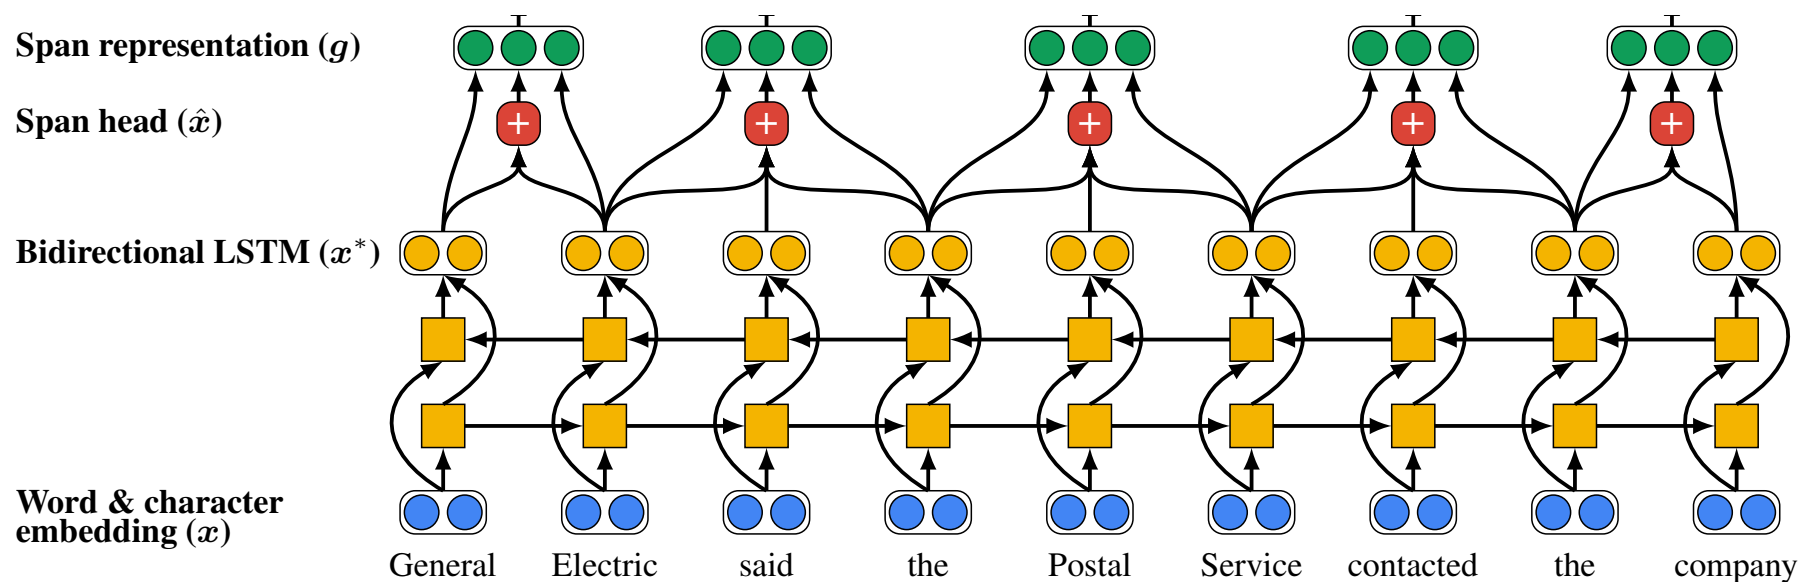 Span representation (g)
Span head (x̂)
+ + + + +
Bidirectional LSTM (x*)
Word & character
embedding (x)
General Electric said the Postal Service contacted the company